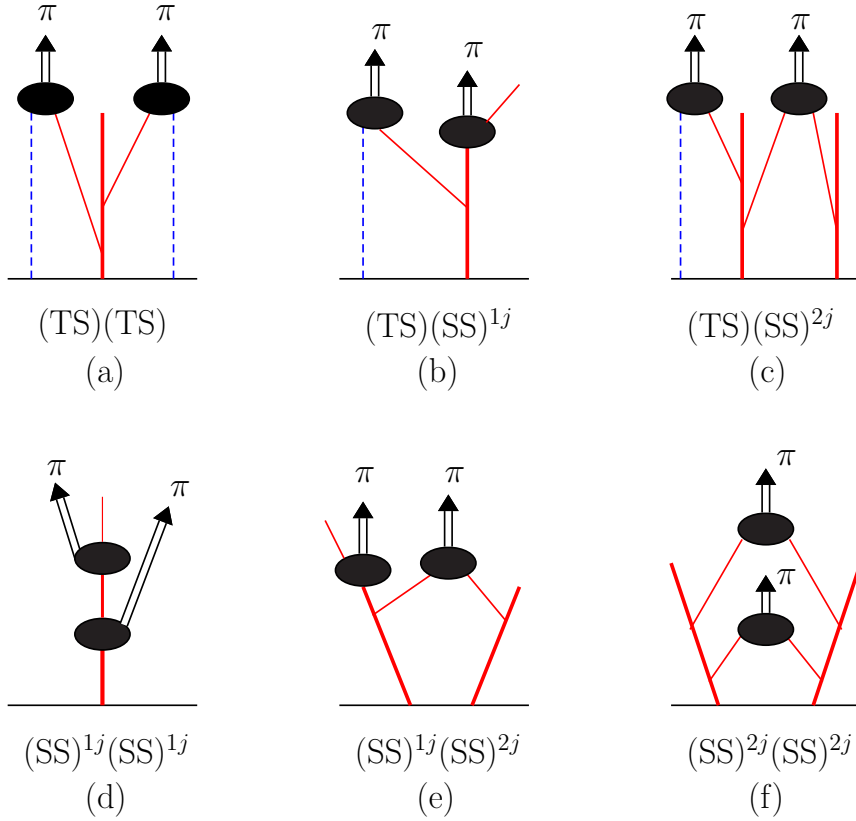 π π π π π π
(TS)(TS) (TS)(SS)^{1j} (TS)(SS)^{2j}
(a) (b) (c)
π π π π π π
(SS)^{1j}(SS)^{1j} (SS)^{1j}(SS)^{2j} (SS)^{2j}(SS)^{2j}
(d) (e) (f)